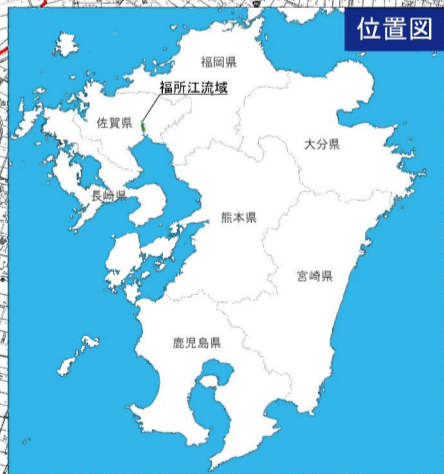 位置図
福岡県
福所江流域
佐賀県
大分県
長崎県
熊本県
宮崎県
鹿児島県